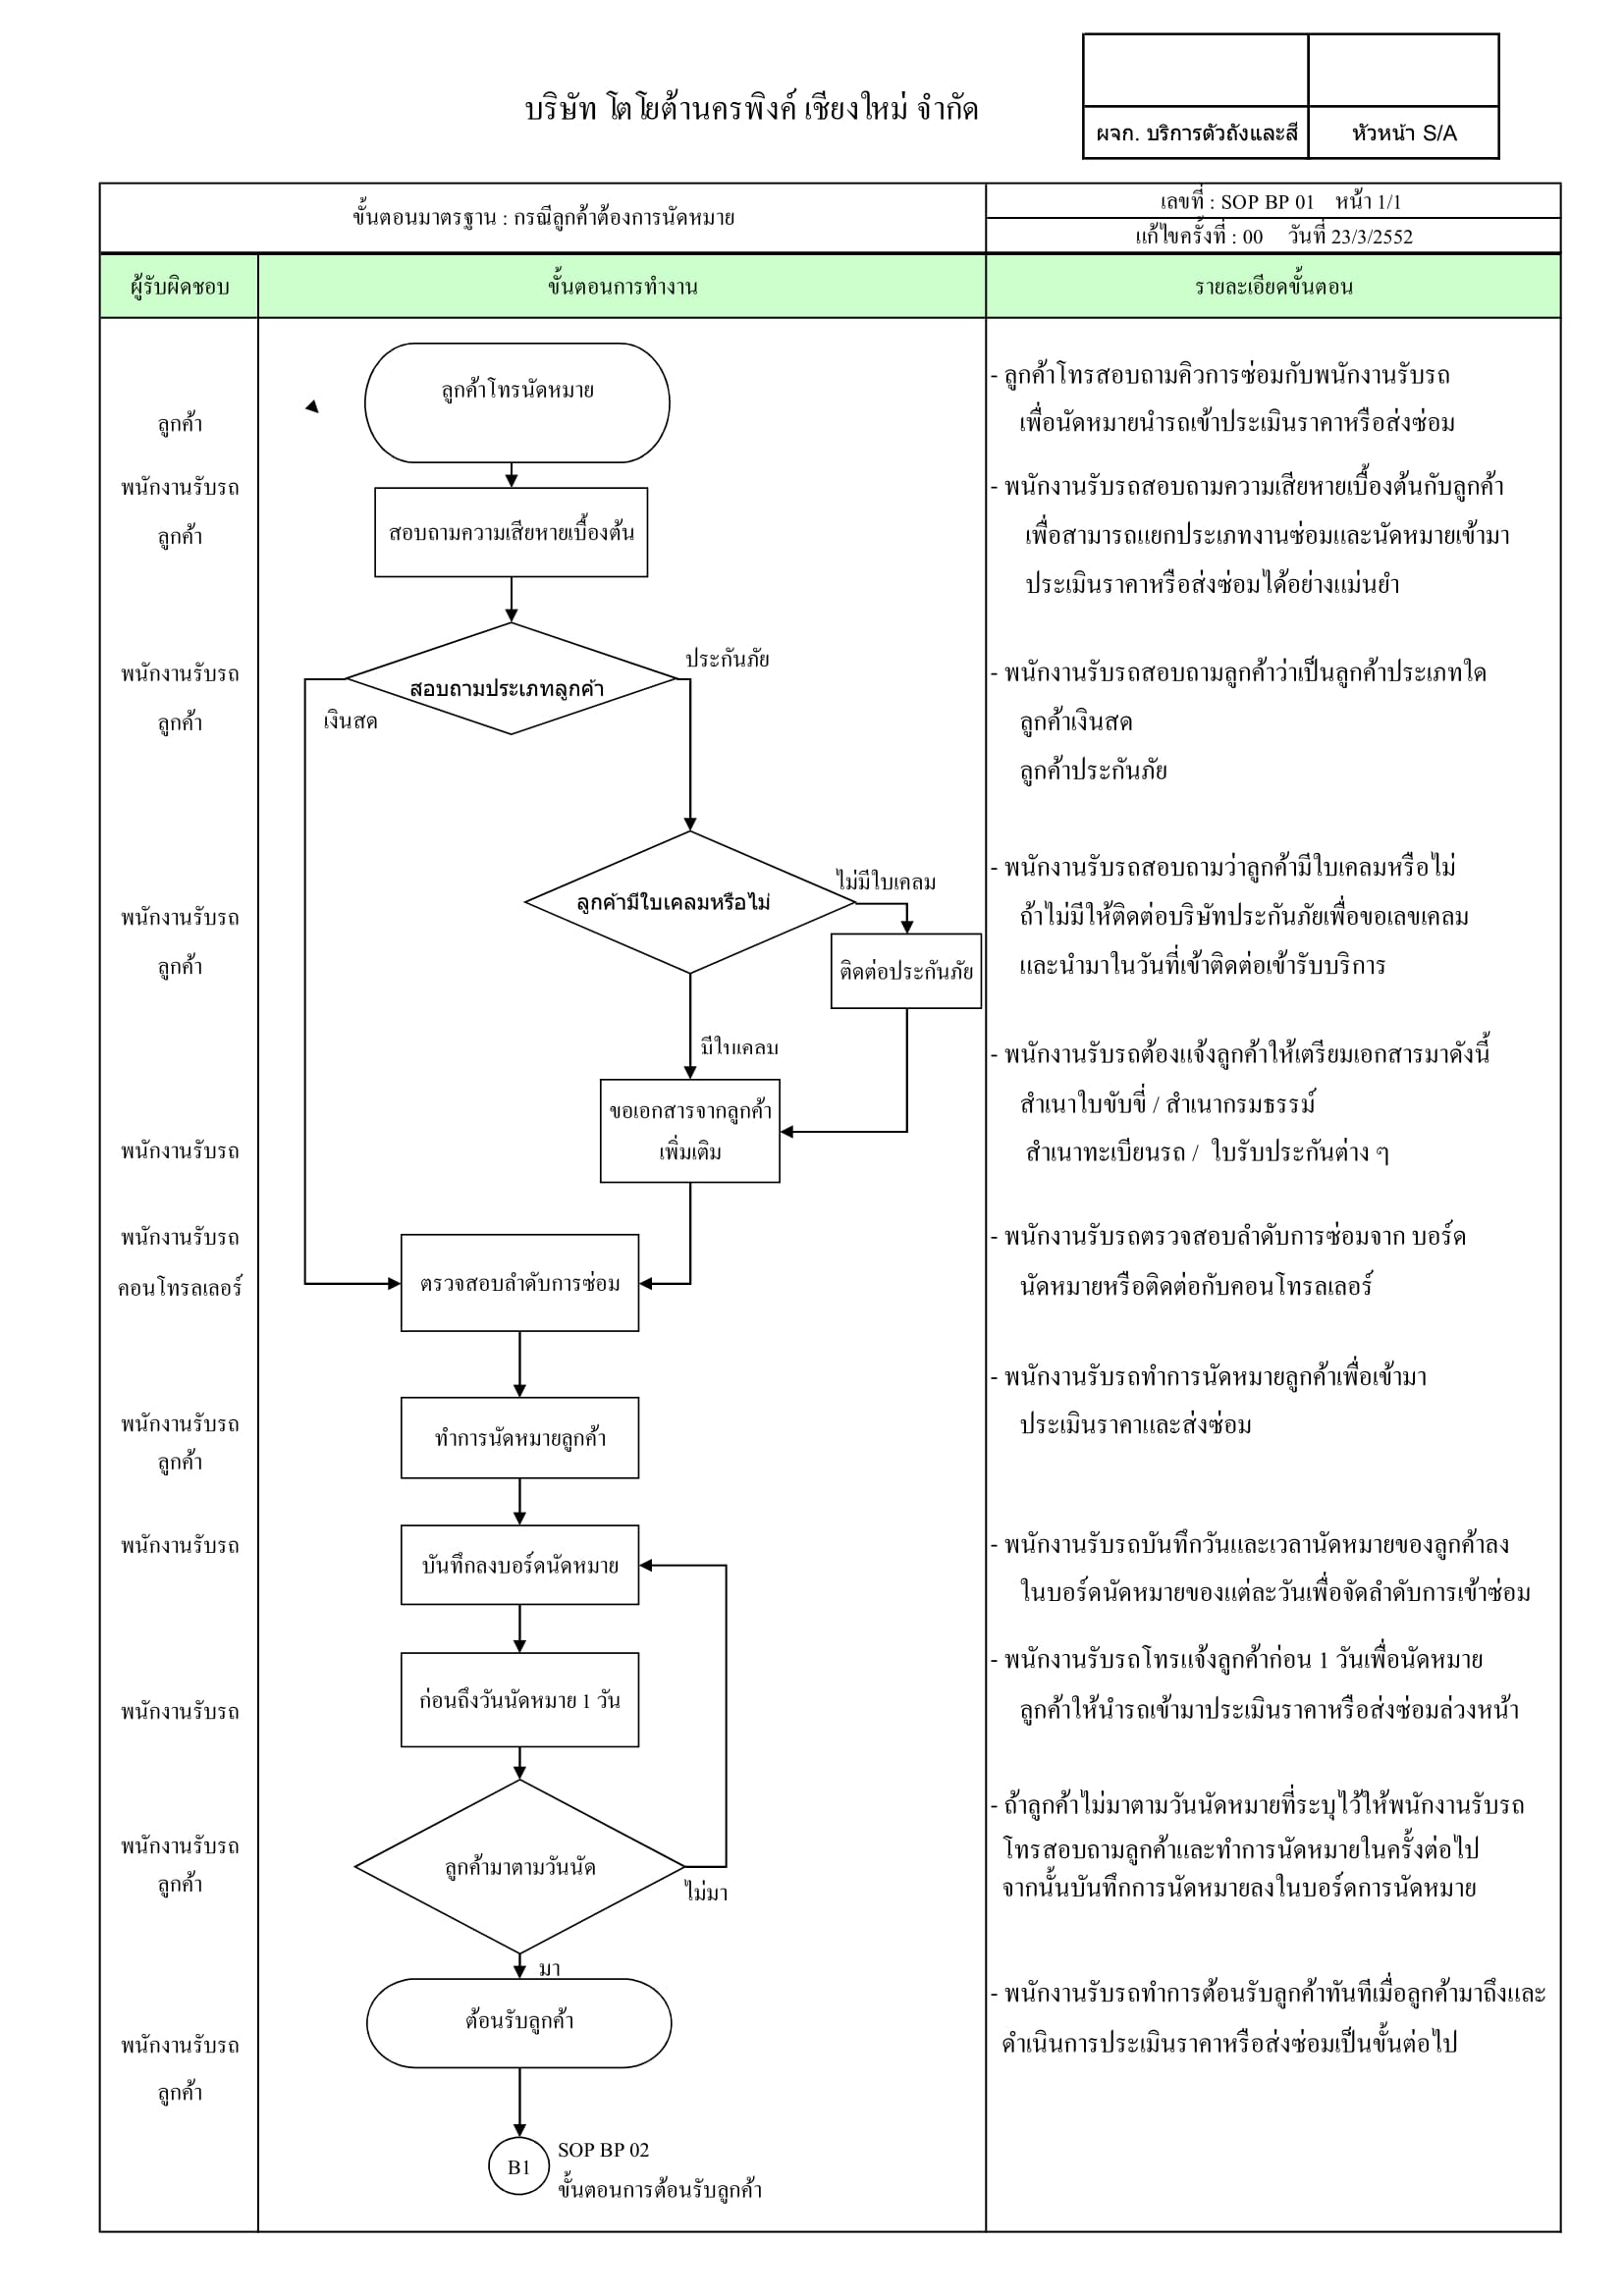 บริษัท โตโยต้านครพิงค์ เชียงใหม่ จำกัด
ผจก. บริการตัวถังและสี
หัวหน้า S/A
ขั้นตอนมาตรฐาน : กรณีลูกค้าต้องการนัดหมาย
เลขที่ : SOP BP 01 หน้า 1/1
แก้ไขครั้งที่ : 00 วันที่ 23/3/2552
ผู้รับผิดชอบ
ขั้นตอนการทำงาน
รายละเอียดขั้นตอน
ลูกค้า
ลูกค้าโทรนัดหมาย
- ลูกค้าโทรสอบถามคิวการซ่อมกับพนักงานรับรถ
เพื่อนัดหมายนำรถเข้าประเมินราคาหรือส่งซ่อม
พนักงานรับรถ
ลูกค้า
สอบถามความเสียหายเบื้องต้น
- พนักงานรับรถสอบถามความเสียหายเบื้องต้นกับลูกค้า
เพื่อสามารถแยกประเภทงานซ่อมและนัดหมายเข้ามา
ประเมินราคาหรือส่งซ่อมได้อย่างแม่นยำ
พนักงานรับรถ
ลูกค้า
สอบถามประเภทลูกค้า
ประกันภัย
เงินสด
- พนักงานรับรถสอบถามลูกค้าว่าเป็นลูกค้าประเภทใด
ลูกค้าเงินสด
ลูกค้าประกันภัย
พนักงานรับรถ
ลูกค้า
ลูกค้ามีใบเคลมหรือไม่
ไม่มีใบเคลม
ติดต่อประกันภัย
มีใบเคลม
- พนักงานรับรถสอบถามว่าลูกค้ามีใบเคลมหรือไม่
ถ้าไม่มีให้ติดต่อบริษัทประกันภัยเพื่อขอเลขเคลม
และนำมาในวันที่เข้าติดต่อเข้ารับบริการ
พนักงานรับรถ
ขอเอกสารจากลูกค้า
เพิ่มเติม
- พนักงานรับรถต้องแจ้งลูกค้าให้เตรียมเอกสารมาดังนี้
สำเนาใบขับขี่ / สำเนากรมธรรม์
สำเนาทะเบียนรถ / ใบรับประกันต่าง ๆ
พนักงานรับรถ
คอนโทรลเลอร์
ตรวจสอบลำดับการซ่อม
- พนักงานรับรถตรวจสอบลำดับการซ่อมจาก บอร์ด
นัดหมายหรือติดต่อกับคอนโทรลเลอร์
พนักงานรับรถ
ลูกค้า
ทำการนัดหมายลูกค้า
- พนักงานรับรถทำการนัดหมายลูกค้าเพื่อเข้ามา
ประเมินราคาและส่งซ่อม
พนักงานรับรถ
บันทึกลงบอร์ดนัดหมาย
- พนักงานรับรถบันทึกวันและเวลานัดหมายของลูกค้าลง
ในบอร์ดนัดหมายของแต่ละวันเพื่อจัดลำดับการเข้าซ่อม
พนักงานรับรถ
ก่อนถึงวันนัดหมาย 1 วัน
- พนักงานรับรถโทรแจ้งลูกค้าก่อน 1 วันเพื่อนัดหมาย
ลูกค้าให้นำรถเข้ามาประเมินราคาหรือส่งซ่อมล่วงหน้า
พนักงานรับรถ
ลูกค้า
ลูกค้ามาตามวันนัด
ไม่มา
มา
- ถ้าลูกค้าไม่มาตามวันนัดหมายที่ระบุไว้ให้พนักงานรับรถ
โทรสอบถามลูกค้าและทำการนัดหมายในครั้งต่อไป
จากนั้นบันทึกการนัดหมายลงในบอร์ดการนัดหมาย
พนักงานรับรถ
ลูกค้า
ต้อนรับลูกค้า
- พนักงานรับรถทำการต้อนรับลูกค้าทันทีเมื่อลูกค้ามาถึงและ
ดำเนินการประเมินราคาหรือส่งซ่อมเป็นขั้นต่อไป
B1
SOP BP 02
ขั้นตอนการต้อนรับลูกค้า